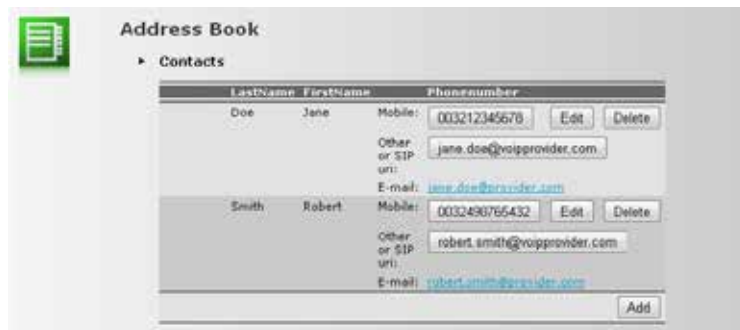 Address Book
Contacts
LastName FirstName Phonenumber
Doe Jane Mobile: 003212345678 Edit Delete
Other or SIP uri: jane.doe@voipprovider.com
E-mail: jane.doe@provider.com
Smith Robert Mobile: 0032498765432 Edit Delete
Other or SIP uri: robert.smith@voipprovider.com
E-mail: robert.smith@provider.com
Add